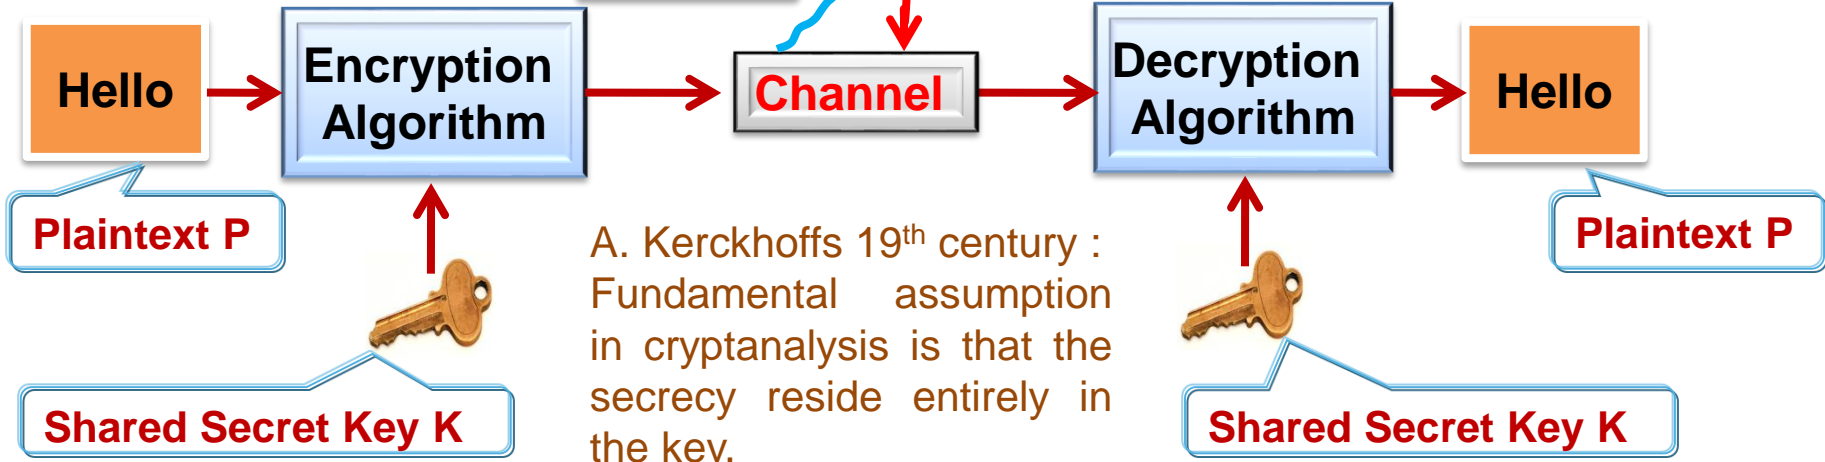 Hello
Encryption
Algorithm
Channel
Decryption
Algorithm
Hello
Plaintext P
Plaintext P
A. Kerckhoffs 19th century :
Fundamental assumption
in cryptanalysis is that the
secrecy reside entirely in
the key.
Shared Secret Key K
Shared Secret Key K